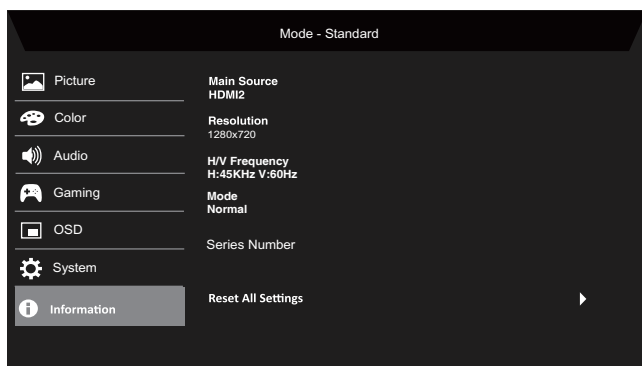 Mode - Standard
Picture
Color
Audio
Gaming
OSD
System
Information
Main Source
HDMI2
Resolution
1280x720
H/V Frequency
H:45KHz V:60Hz
Mode
Normal
Series Number
Reset All Settings